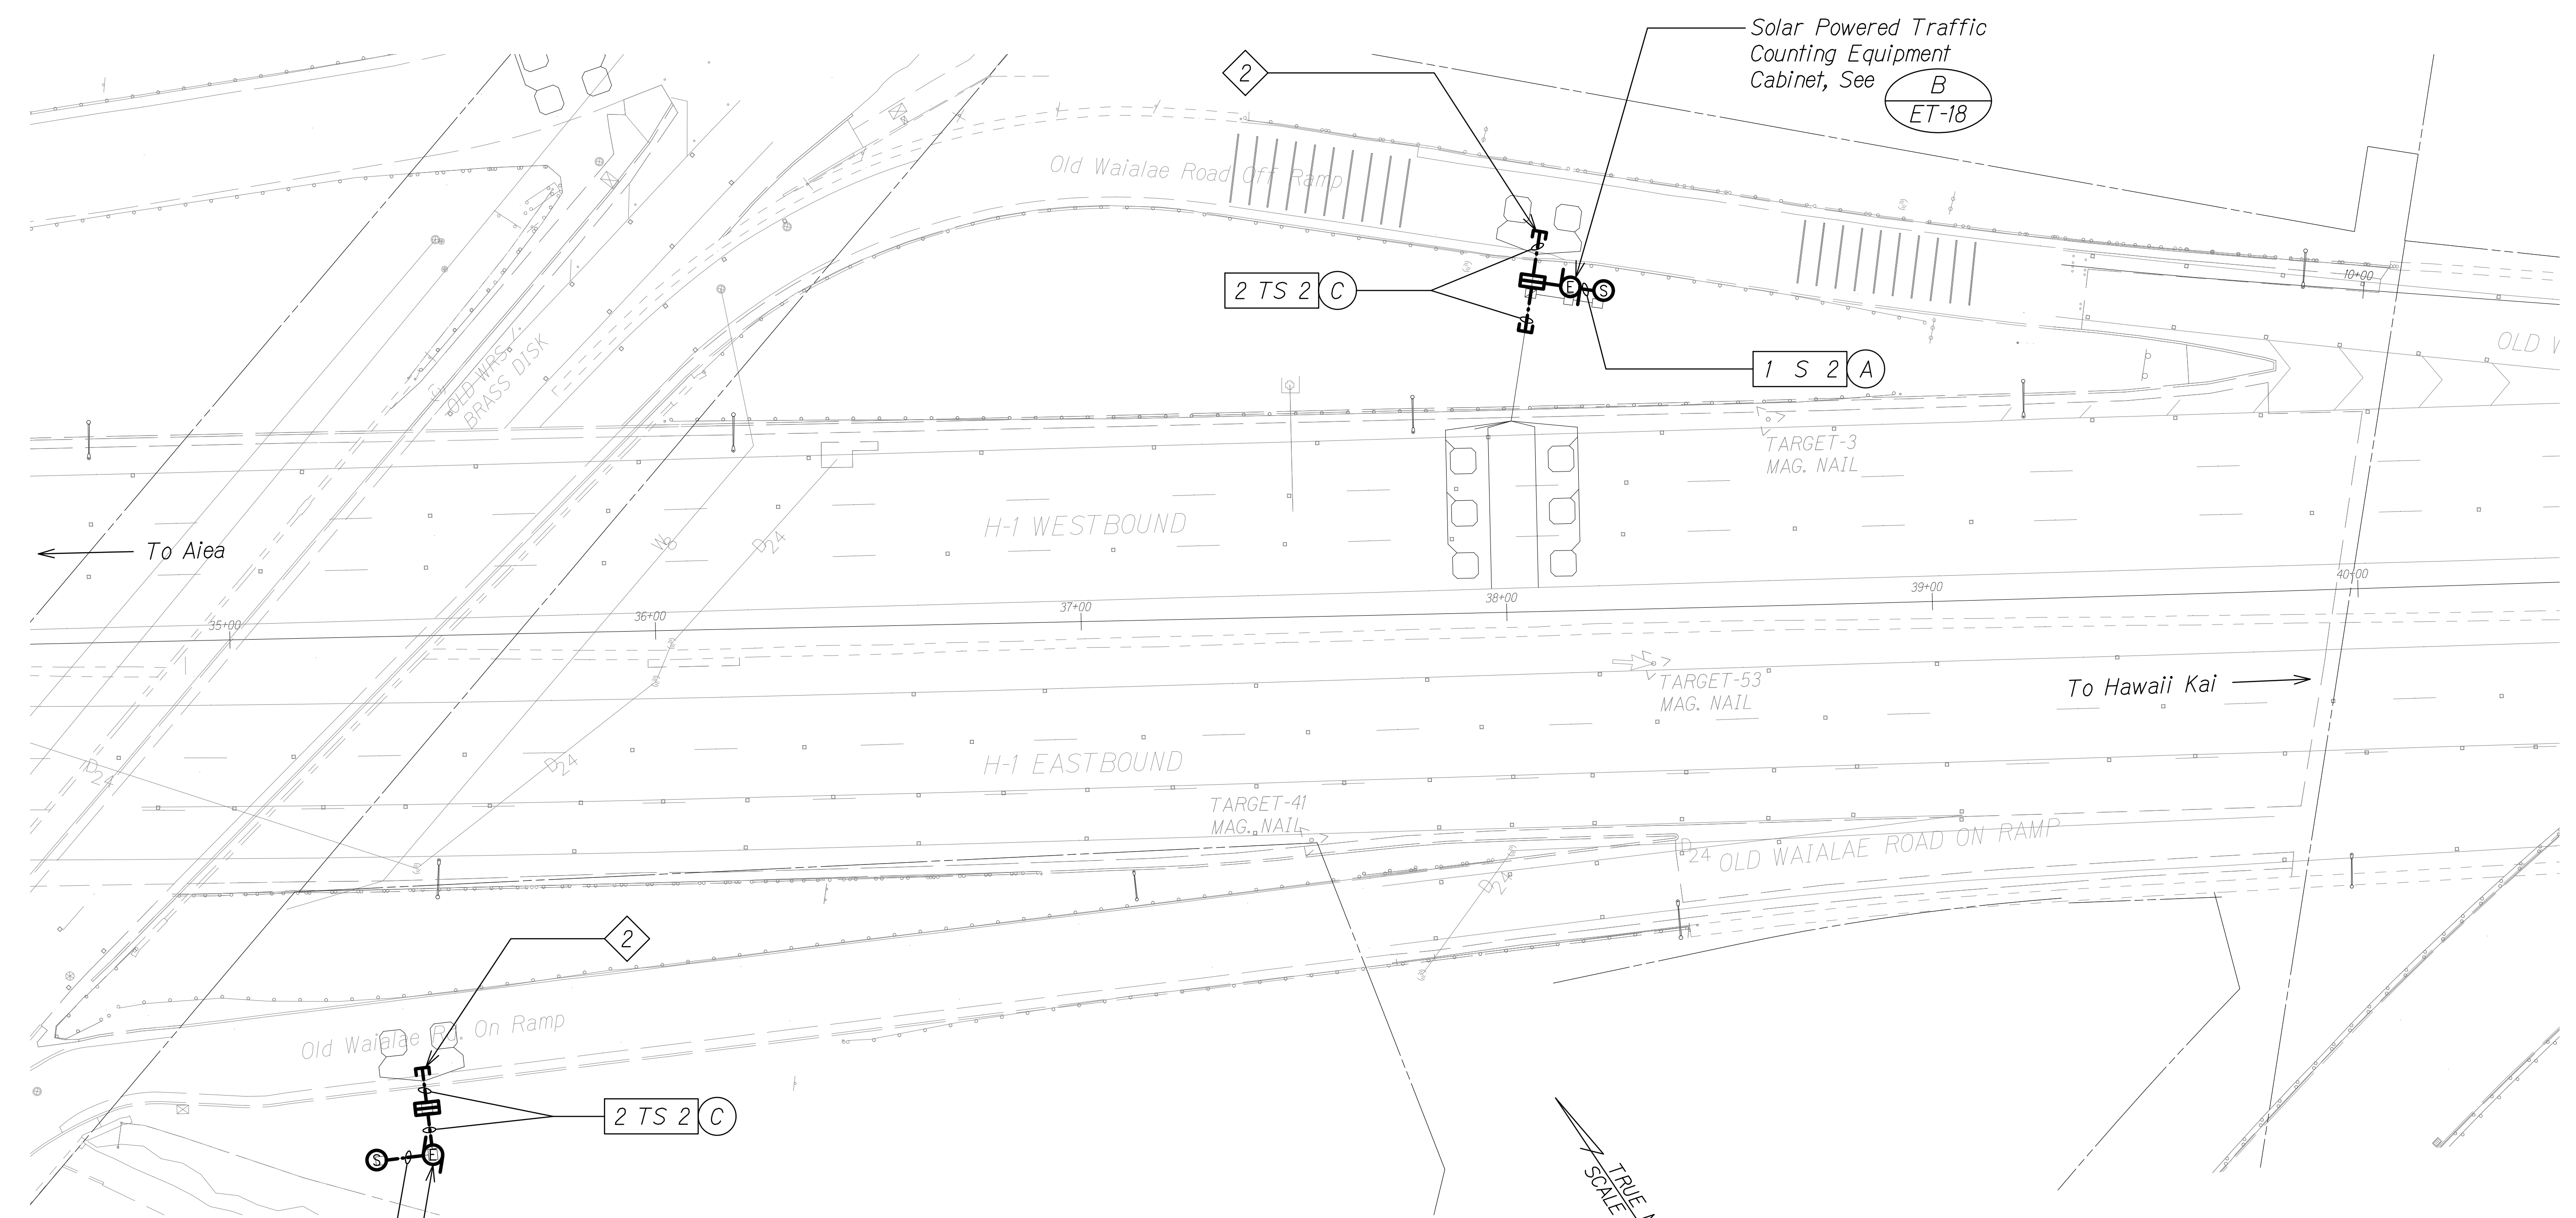 Solar Powered Traffic
Counting Equipment
Cabinet, See
B
ET-18
2
Old Waialae Road Off Ramp
2 TS 2 C
E
S
10+00
OLD W
1 S 2 A
OLD WRS
BRASS DISK
TARGET-3
MAG. NAIL
H-1 WESTBOUND
To Aiea
W8
D24
35+00
36+00
37+00
38+00
39+00
40+00
TARGET-53
MAG. NAIL
To Hawaii Kai
H-1 EASTBOUND
D24
D24
TARGET-41
MAG. NAIL
D24
OLD WAIALAE ROAD ON RAMP
D24
2
Old Waialae Rd. On Ramp
2 TS 2 C
S
E
TRUE
SCALE